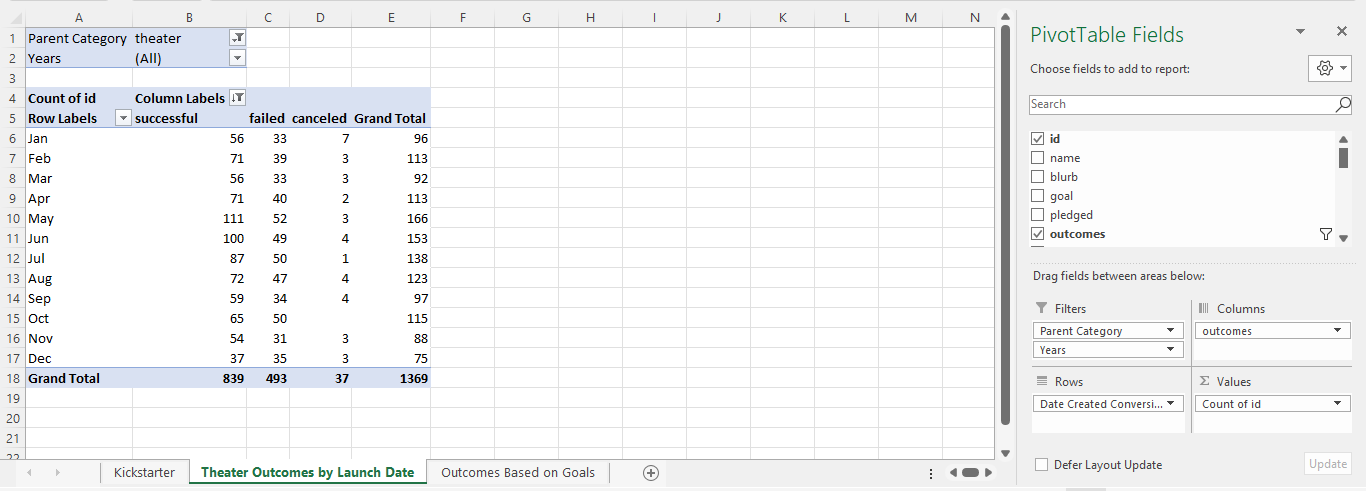 A B C D E F G H I J K L M N
1 Parent Category theater
2 Years (All)
3
4 Count of id Column Labels
5 Row Labels successful failed canceled Grand Total
6 Jan 56 33 7 96
7 Feb 71 39 3 113
8 Mar 56 33 3 92
9 Apr 71 40 2 113
10 May 111 52 3 166
11 Jun 100 49 4 153
12 Jul 87 50 1 138
13 Aug 72 47 4 123
14 Sep 59 34 4 97
15 Oct 65 50 115
16 Nov 54 31 3 88
17 Dec 37 35 3 75
18 Grand Total 839 493 37 1369
19
20
21
22
Kickstarter Theater Outcomes by Launch Date Outcomes Based on Goals
PivotTable Fields
Choose fields to add to report:
Search
id
name
blurb
goal
pledged
outcomes
Drag fields between areas below:
Filters Columns
Parent Category outcomes
Years
Rows Σ Values
Date Created Conversi... Count of id
Defer Layout Update Update